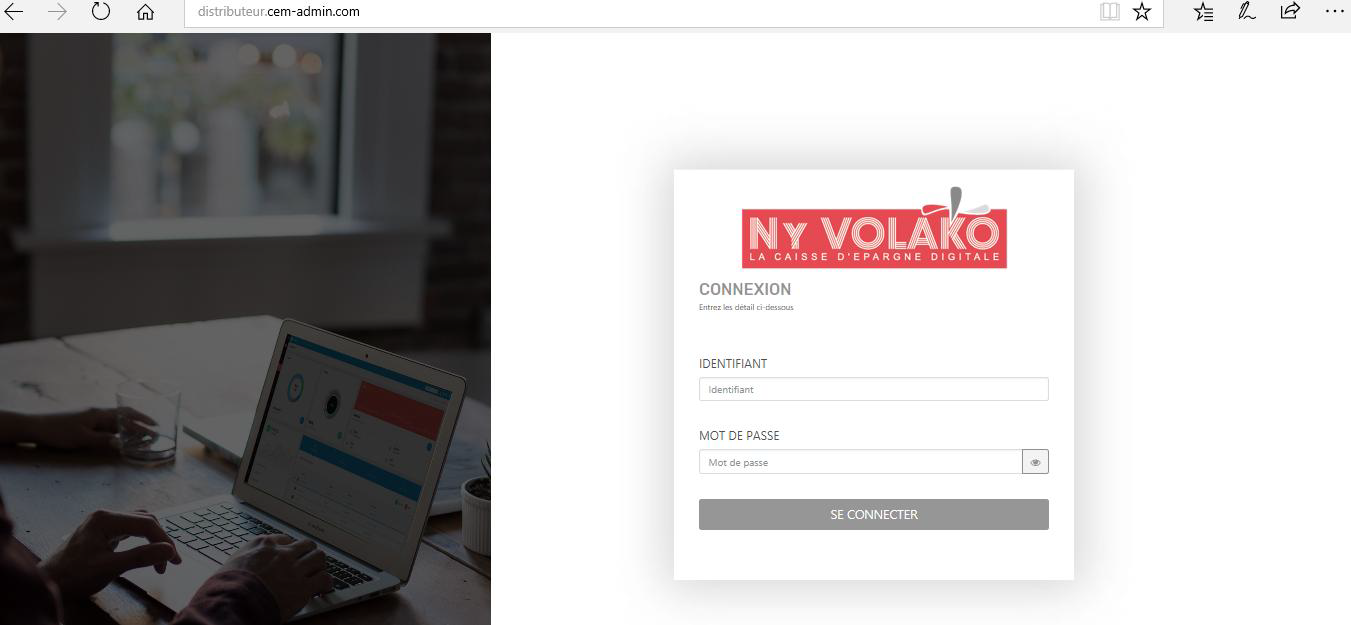 distributeur.cem-admin.com
NY VOLAKO
LA CAISSE D'EPARGNE DIGITALE
CONNEXION
Entrez les détail ci-dessous
IDENTIFIANT
Identifiant
MOT DE PASSE
Mot de passe
SE CONNECTER